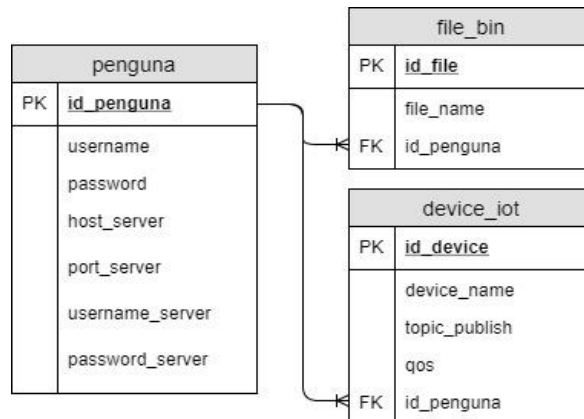 penguna
PK id_penguna
username
password
host_server
port_server
username_server
password_server
file_bin
PK id_file
file_name
FK id_penguna
device_iot
PK id_device
device_name
topic_publish
qos
FK id_penguna